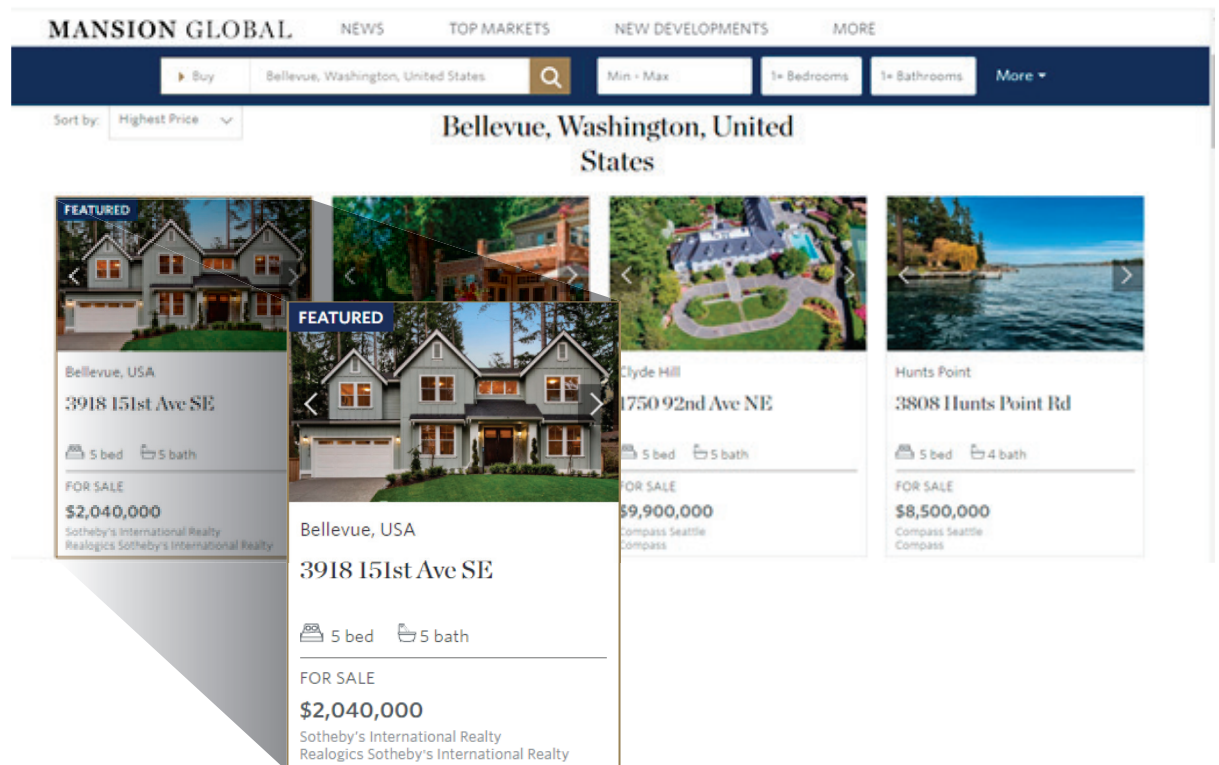 MANSION GLOBAL NEWS TOP MARKETS NEW DEVELOPMENTS MORE
Buy Bellevue, Washington, United States Min - Max 1+ Bedrooms 1+ Bathrooms More
Sort by: Highest Price
Bellevue, Washington, United
States
FEATURED
Bellevue, USA
3918 151st Ave SE
5 bed 5 bath
FOR SALE
$2,040,000
Sotheby's International Realty
Realogics Sotheby's International Realty
FEATURED
Bellevue, USA
3918 151st Ave SE
5 bed 5 bath
FOR SALE
$2,040,000
Sotheby's International Realty
Realogics Sotheby's International Realty
Clyde Hill
1750 92nd Ave NE
5 bed 5 bath
FOR SALE
$9,900,000
Compass Seattle
Compass
Hunts Point
3808 Hunts Point Rd
5 bed 4 bath
FOR SALE
$8,500,000
Compass Seattle
Compass